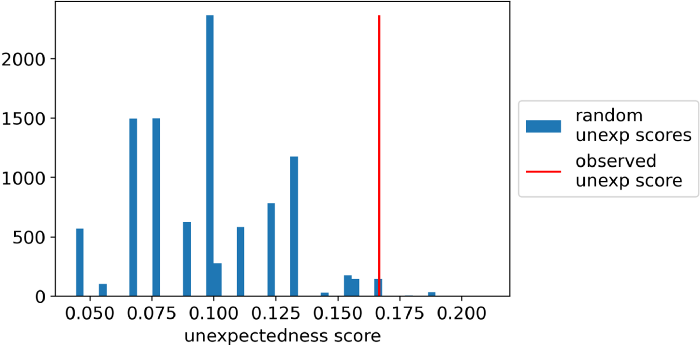 2000
1500
1000
500
0
0.050 0.075 0.100 0.125 0.150 0.175 0.200
unexpectedness score
random
unexp scores
observed
unexp score